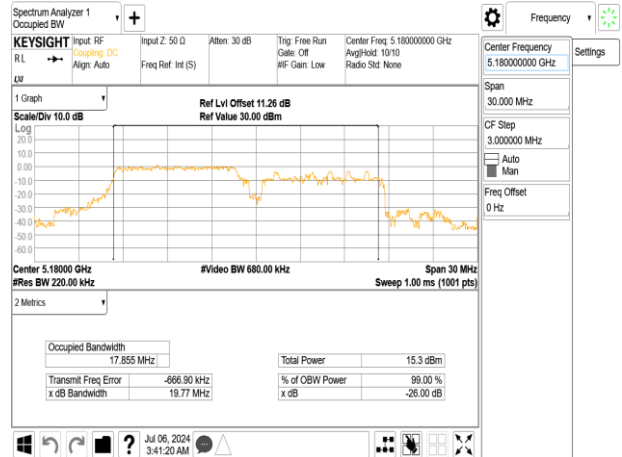 Spectrum Analyzer 1
Occupied BW
Frequency
KEYSIGHT
Input: RF
Coupling: DC
Align: Auto
Input Z: 50 Ω
Freq Ref: Int (S)
Atten: 30 dB
Trig: Free Run
Gate: Off
#IF Gain: Low
Center Freq: 5.180000000 GHz
Avg|Hold: 10/10
Radio Std: None
RL
LXI
Center Frequency
5.180000000 GHz
Settings
Span
30.000 MHz
CF Step
3.000000 MHz
Auto
Man
Freq Offset
0 Hz
1 Graph
Scale/Div 10.0 dB
Ref Lvl Offset 11.26 dB
Ref Value 30.00 dBm
Log
20.0
10.0
0.00
-10.0
-20.0
-30.0
-40.0
-50.0
-60.0
Center 5.18000 GHz
#Res BW 220.00 kHz
#Video BW 680.00 kHz
Span 30 MHz
Sweep 1.00 ms (1001 pts)
2 Metrics
Occupied Bandwidth
17.855 MHz
Total Power 15.3 dBm
Transmit Freq Error -666.90 kHz
% of OBW Power 99.00 %
x dB Bandwidth 19.77 MHz
x dB -26.00 dB
?
Jul 06, 2024
3:41:20 AM